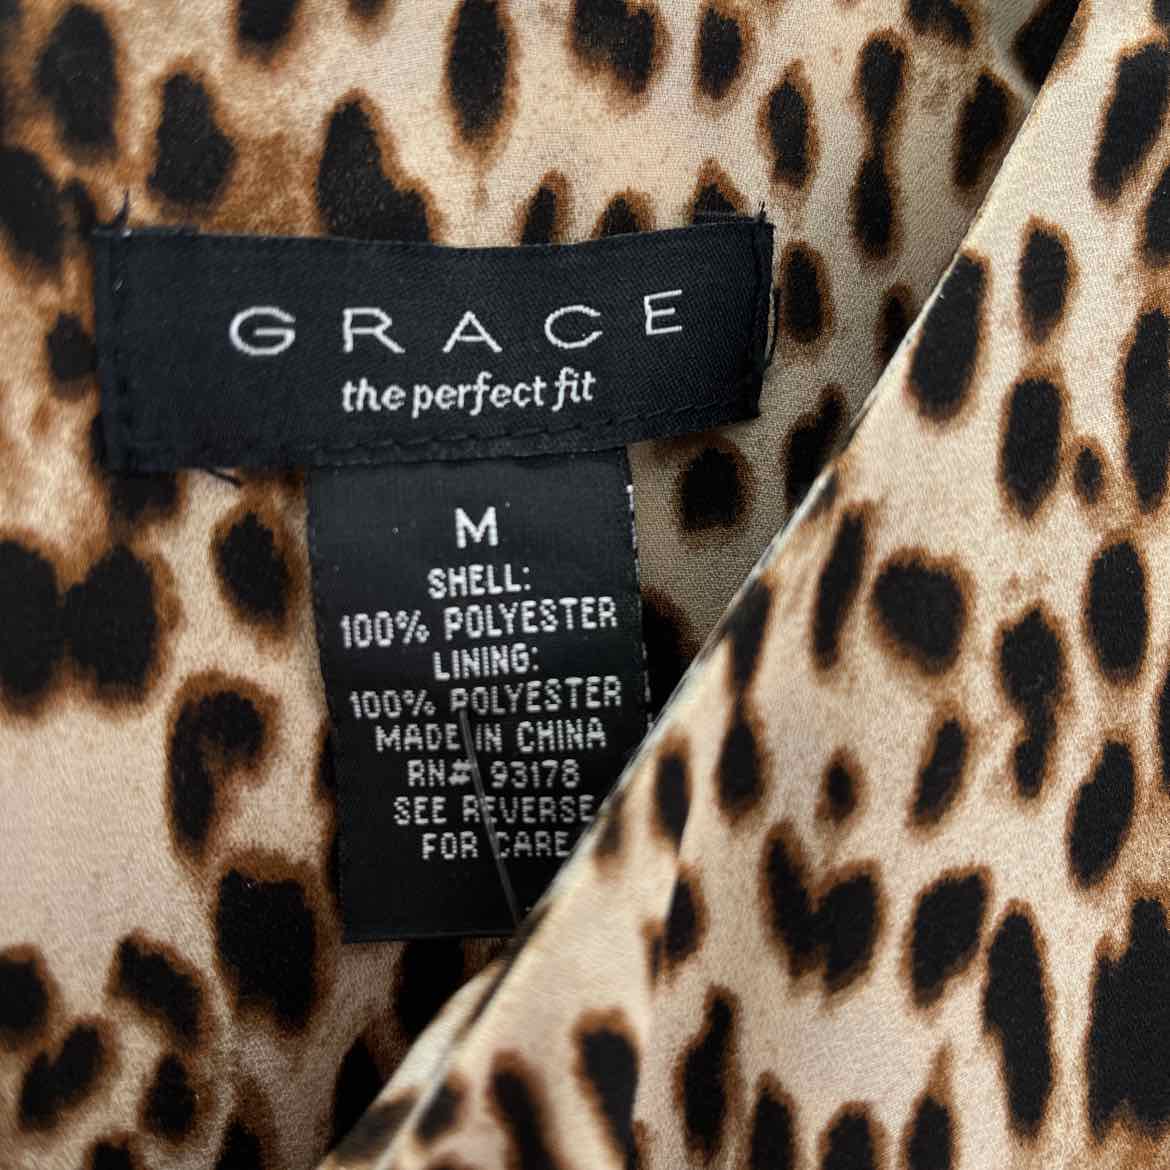 GRACE
the perfect fit
M
SHELL:
100% POLYESTER
LINING:
100% POLYESTER
MADE IN CHINA
RN# 93178
SEE REVERSE
FOR CARE